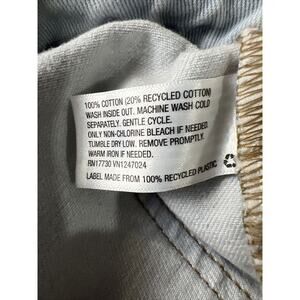 100% COTTON (20% RECYCLED COTTON)
WASH INSIDE OUT. MACHINE WASH COLD
SEPARATELY. GENTLE CYCLE.
ONLY NON-CHLORINE BLEACH IF NEEDED.
TUMBLE DRY LOW. REMOVE PROMPTLY.
WARM IRON IF NEEDED.
RN17730 VN1247024
LABEL MADE FROM 100% RECYCLED PLASTIC.